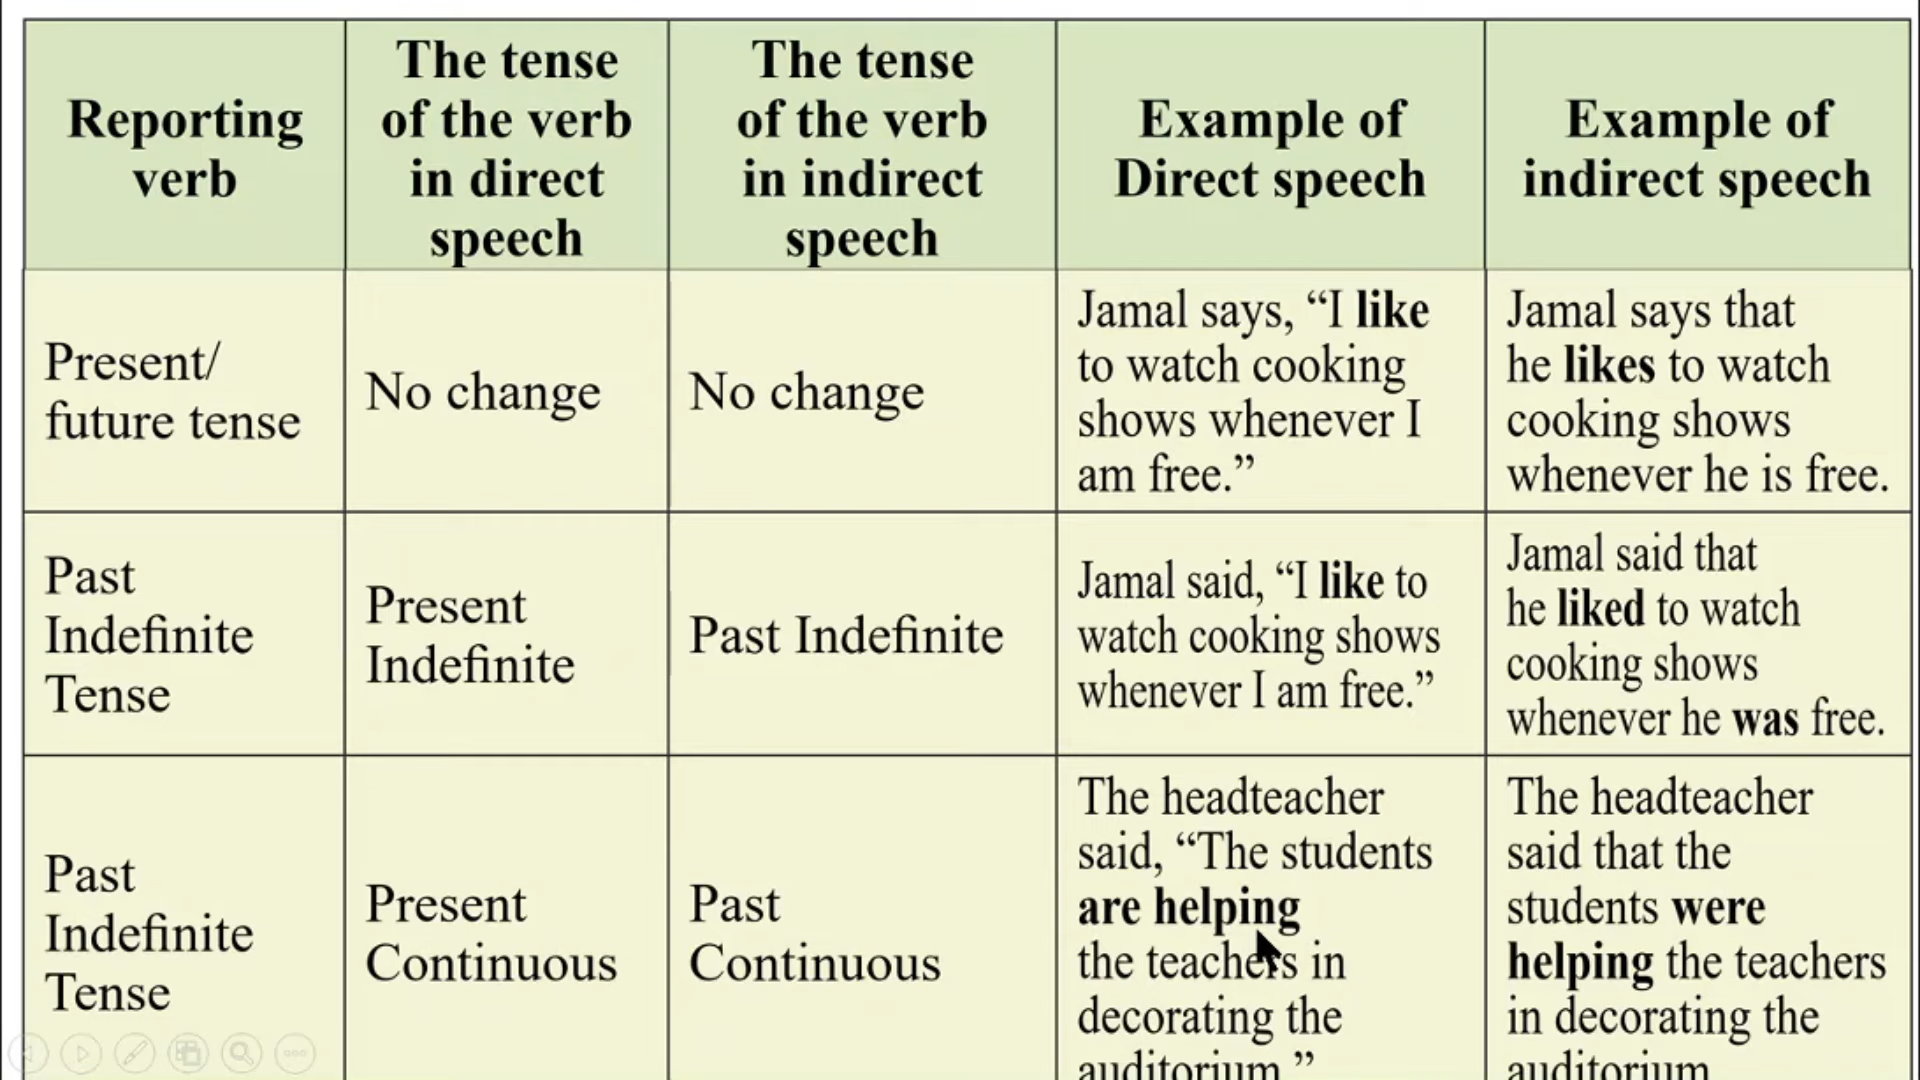 Reporting
verb
The tense
of the verb
in direct
speech
The tense
of the verb
in indirect
speech
Example of
Direct speech
Example of
indirect speech
Present/
future tense
No change
No change
Jamal says, “I like
to watch cooking
shows whenever I
am free.”
Jamal says that
he likes to watch
cooking shows
whenever he is free.
Past
Indefinite
Tense
Present
Indefinite
Past Indefinite
Jamal said, “I like to
watch cooking shows
whenever I am free.”
Jamal said that
he liked to watch
cooking shows
whenever he was free.
Past
Indefinite
Tense
Present
Continuous
Past
Continuous
The headteacher
said, “The students
are helping
the teachers in
decorating the
auditorium.”
The headteacher
said that the
students were
helping the teachers
in decorating the
auditorium.